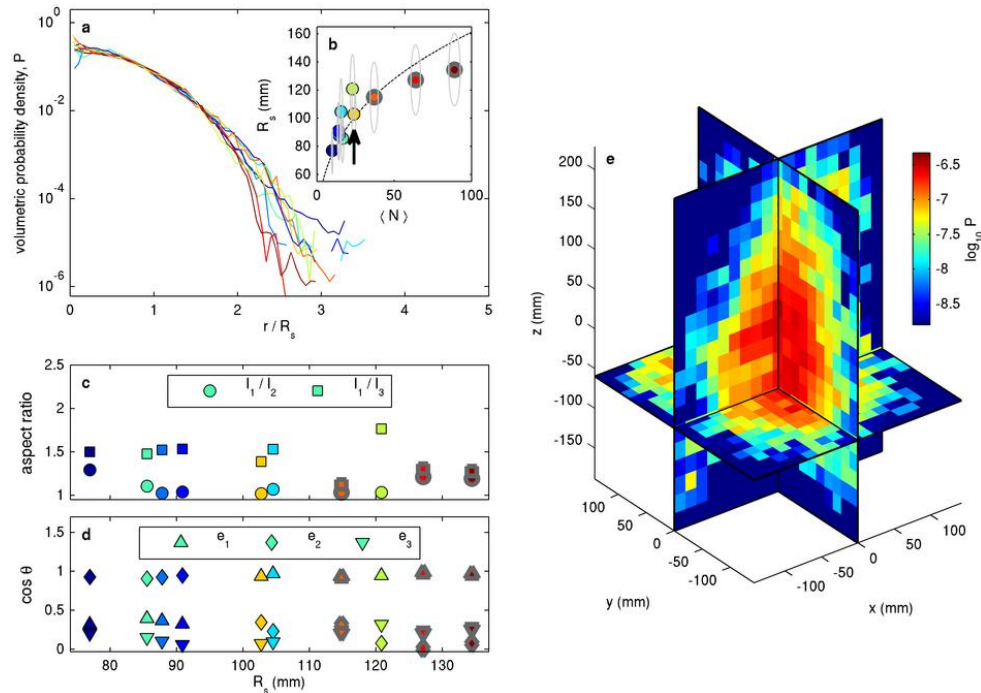 a
10^0
10^-2
10^-4
10^-6
volumetric probability density, P
0 1 2 3 4 5
r / R_s
b
160
140
120
100
80
60
R_s (mm)
0 50 100
⟨ N ⟩
c
I_1 / I_2 I_1 / I_3
2.5
2
1.5
1
aspect ratio
d
e_1 e_2 e_3
1.5
1
0.5
0
cos θ
80 90 100 110 120 130
R_s (mm)
e
200
150
100
50
0
-50
-100
-150
z (mm)
100
50
0
-50
-100
y (mm)
-100
-50
0
50
100
x (mm)
-6.5
-7
-7.5
-8
-8.5
log_10 P